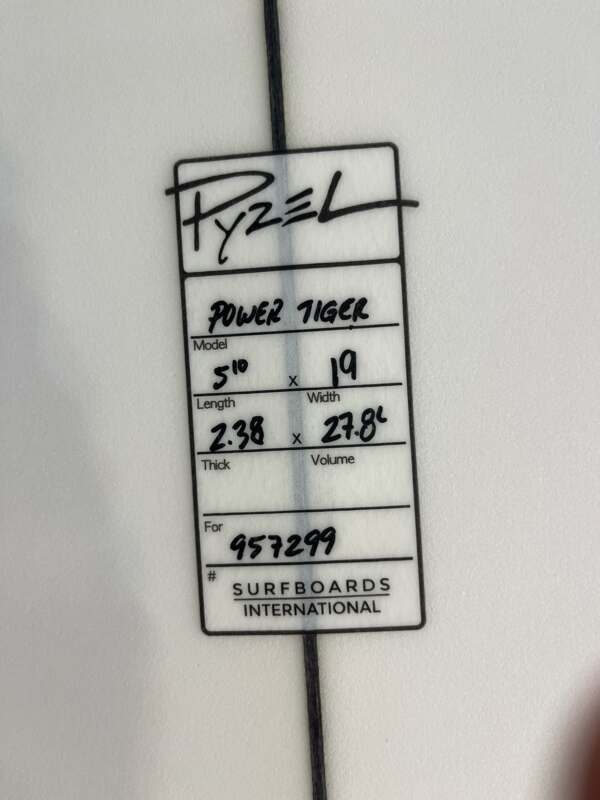 PYZEL
POWER TIGER
Model
5'10 x 19
Length Width
2.38 x 27.8L
Thick Volume
For
957299
#
SURFBOARDS
INTERNATIONAL